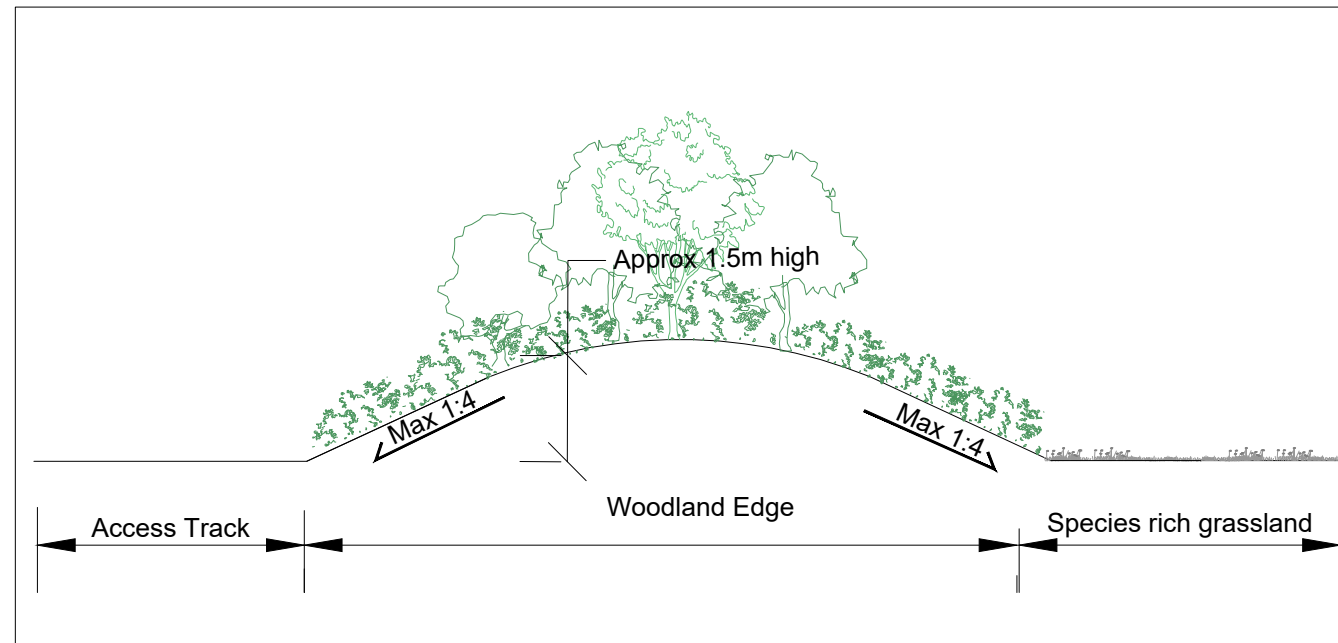 Approx 1.5m high
Max 1:4
Max 1:4
Woodland Edge
Access Track
Species rich grassland